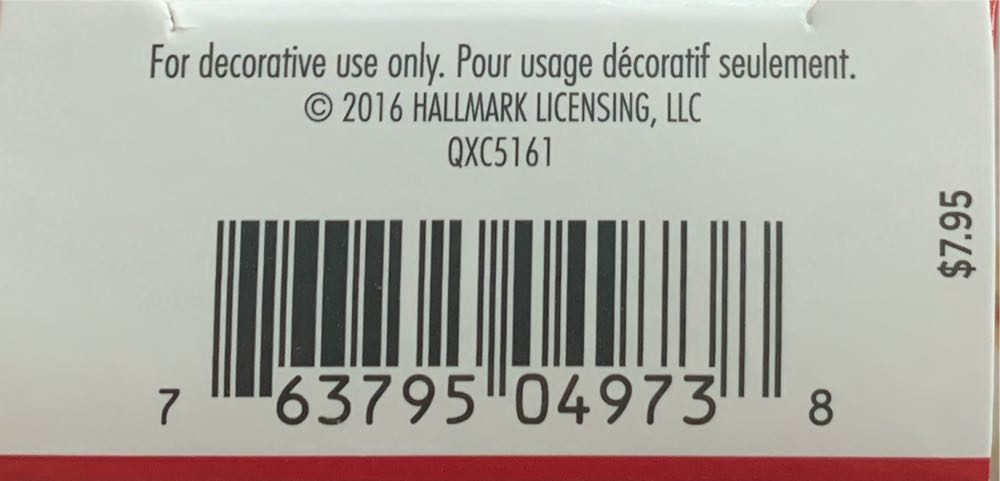 For decorative use only. Pour usage décoratif seulement.
© 2016 HALLMARK LICENSING, LLC
QXC5161
$7.95
7 63795 04973 8